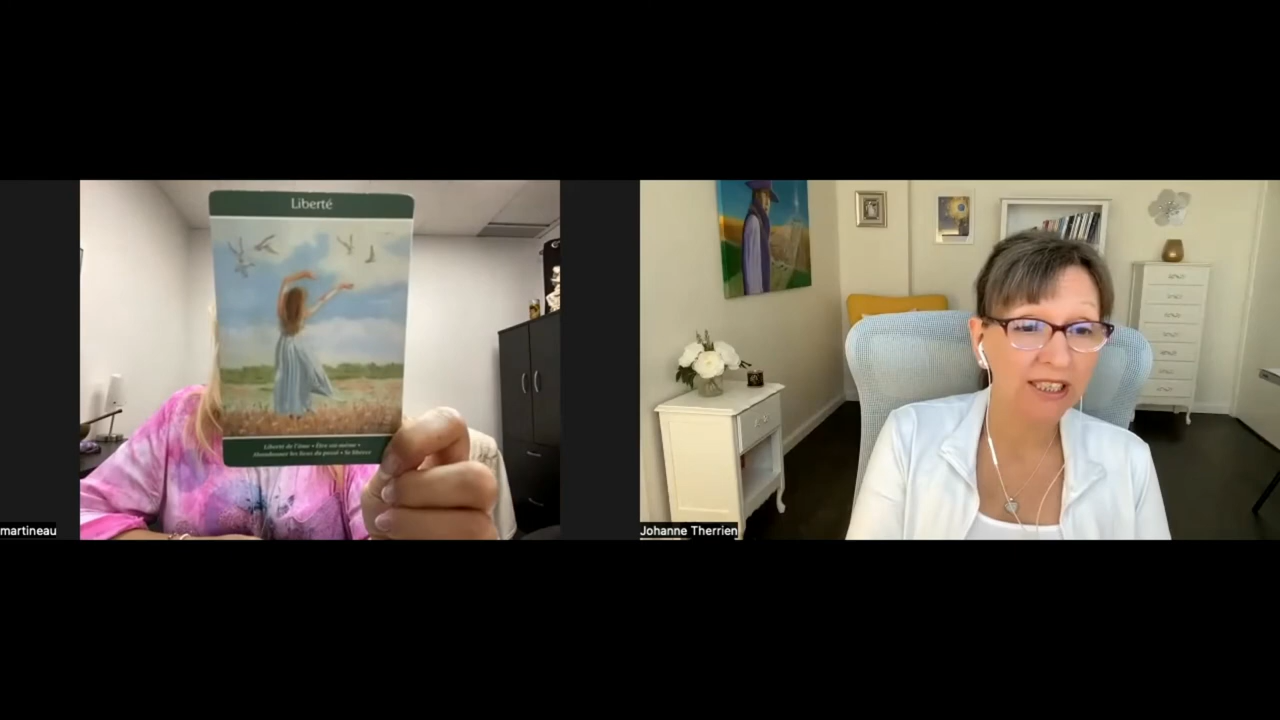 Liberté
Liberté de l'âme • Être soi-même •
Abandonner les liens du passé • Se libérer
martineau
Johanne Therrien